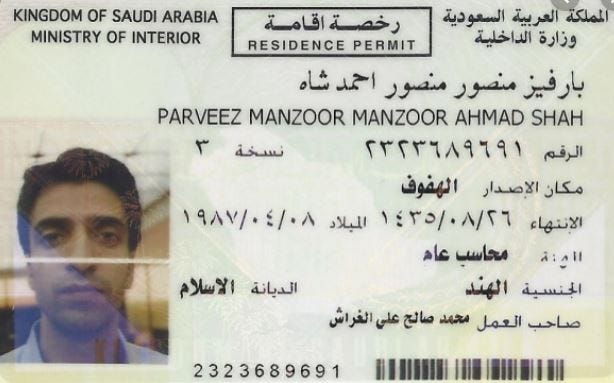 KINGDOM OF SAUDI ARABIA رخصة اقامة المملكة العربية السعودية
MINISTRY OF INTERIOR RESIDENCE PERMIT وزارة الداخلية
بارفيز منصور منصور احمد شاه
PARVEEZ MANZOOR MANZOOR AHMAD SHAH
الرقم ٢٣٢٣٦٨٩٦٩١ نسخة ٣
مكان الإصدار الهفوف
الإنتهاء ١٤٣٥/٠٨/٢٦ الميلاد ١٩٨٧/٠٤/٠٨
المهنة محاسب عام
الجنسية الهند الديانة الاسلام
صاحب العمل محمد صالح علي الغراش
2323689691